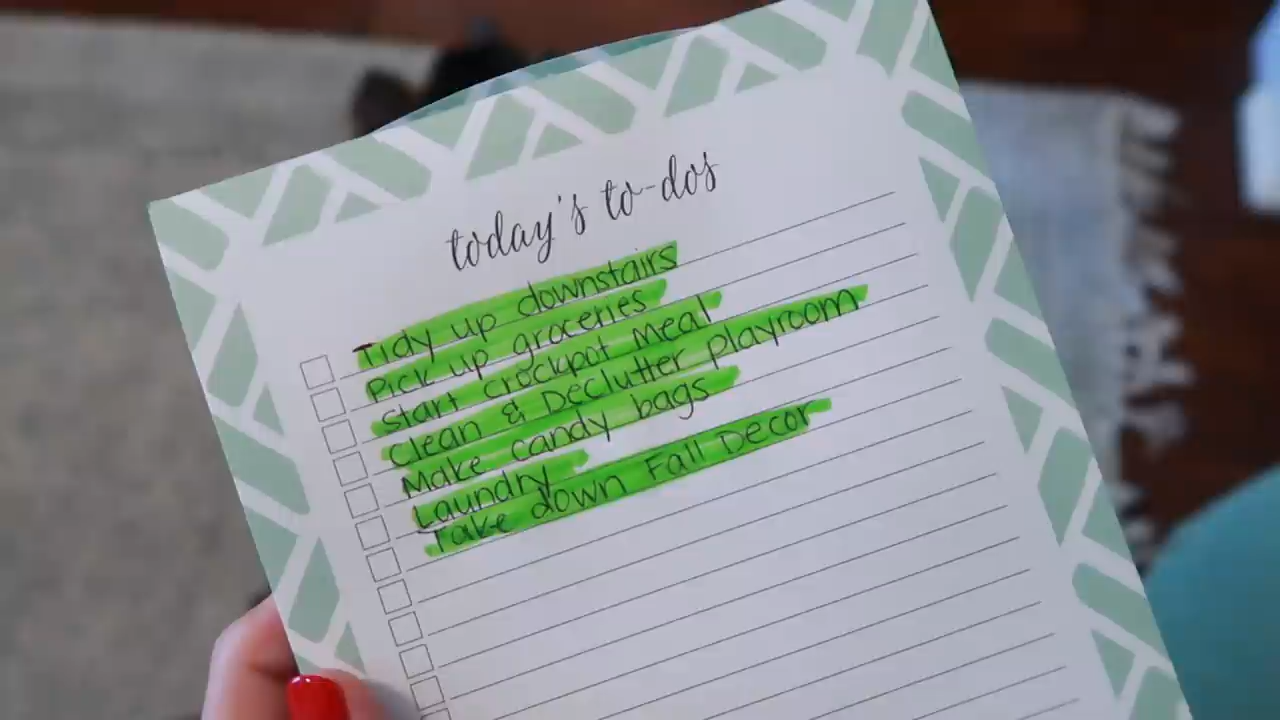 today's to-dos
Tidy up downstairs
Pick up groceries
Start crockpot meal
Clean & Declutter playroom
Make candy bags
Laundry
Take down Fall Decor